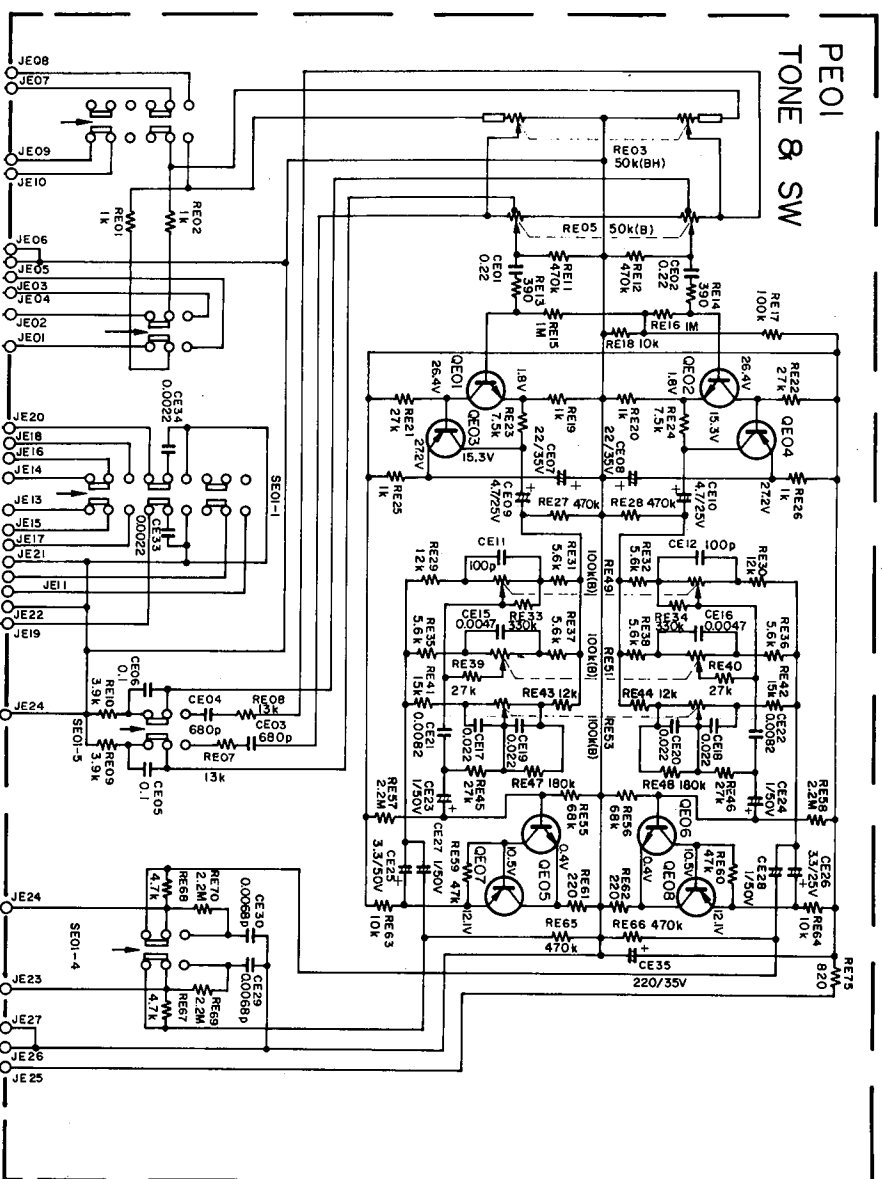 PE01
TONE & SW
JE08
JE07
JE09
JE10
JE06
JE05
JE03
JE04
JE02
JE01
JE20
JE18
JE16
JE14
JE13
JE15
JE17
JE21
JE11
JE22
JE19
JE24
JE24
JE23
JE27
JE26
JE25
RE01
1k
RE02
1k
RE03
50k(BH)
RE05 50k(B)
CE01
0.22
RE13
390
RE11
470k
RE12
470k
CE02
0.22
RE14
390
RE15
1M
RE16 1M
RE18 10k
RE17
100k
QE01
26.4V
1.8V
QE02
1.8V
26.4V
RE21
27k
RE22
27k
QE03
27.2V
15.3V
QE04
15.3V
27.2V
RE23
7.5k
RE19
1k
RE20
1k
RE24
7.5k
CE07
22/35V
CE08
22/35V
RE25
1k
RE26
1k
CE09
4.7/25V
CE10
4.7/25V
RE27 470k
RE28 470k
CE34
0.0022
CE33
0.0022
SE01-1
CE11
100p
CE12 100p
RE29
12k
RE30
12k
RE31
5.6k
RE32
5.6k
RE49
100k(B)
RE33
330k
RE34
330k
CE15
0.0047
CE16
0.0047
RE35
5.6k
RE36
5.6k
RE37
5.6k
RE38
5.6k
RE51
100k(B)
RE39
27k
RE40
27k
RE41
15k
RE42
15k
RE43 12k
RE44 12k
RE53
100k(B)
CE21
0.0082
CE22
0.0082
CE17
0.022
CE19
0.022
CE20
0.022
CE18
0.022
RE45
27k
RE46
27k
RE47 180k
RE48 180k
CE23
1/50V
CE24
1/50V
CE06
0.1
RE10
3.9k
RE09
3.9k
CE05
0.1
CE04
680p
RE08
13k
CE03
680p
RE07
13k
SE01-5
RE57
2.2M
RE58
2.2M
RE55
68k
RE56
68k
QE05
0.4V
10.5V
QE06
0.4V
10.5V
QE07
12.1V
QE08
12.1V
RE59
47k
RE60
47k
CE25
3.3/50V
CE26
3.3/25V
CE27 1/50V
CE28
1/50V
RE61
220
RE62
220
RE63
10k
RE64
10k
RE65
470k
RE66 470k
CE35
220/35V
RE75
820
RE68
4.7k
RE70
2.2M
CE30
0.0068p
CE29
0.0068p
RE69
2.2M
RE67
4.7k
SE01-4